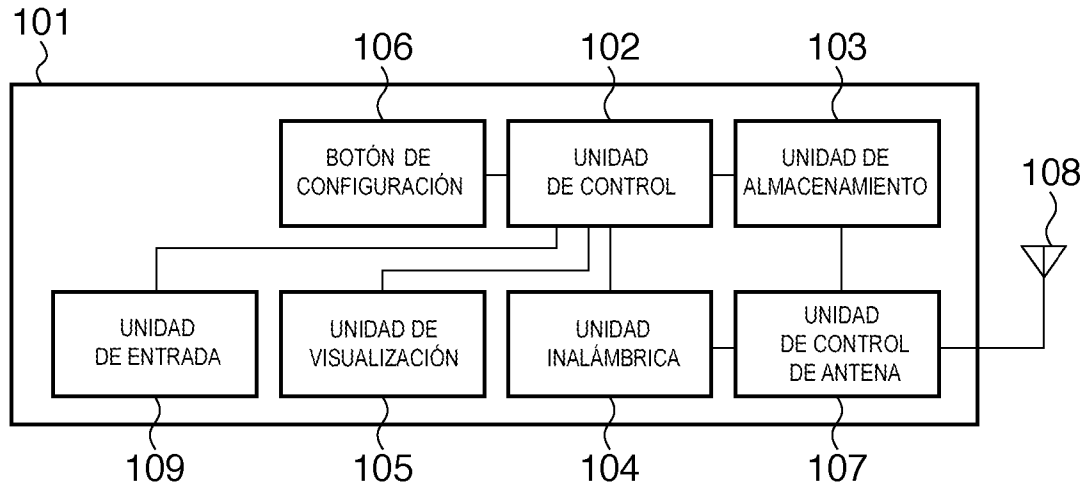 101
106
102
103
BOTÓN DE
CONFIGURACIÓN
UNIDAD
DE CONTROL
UNIDAD DE
ALMACENAMIENTO
108
UNIDAD
DE ENTRADA
UNIDAD DE
VISUALIZACIÓN
UNIDAD
INALÁMBRICA
UNIDAD
DE CONTROL
DE ANTENA
109
105
104
107